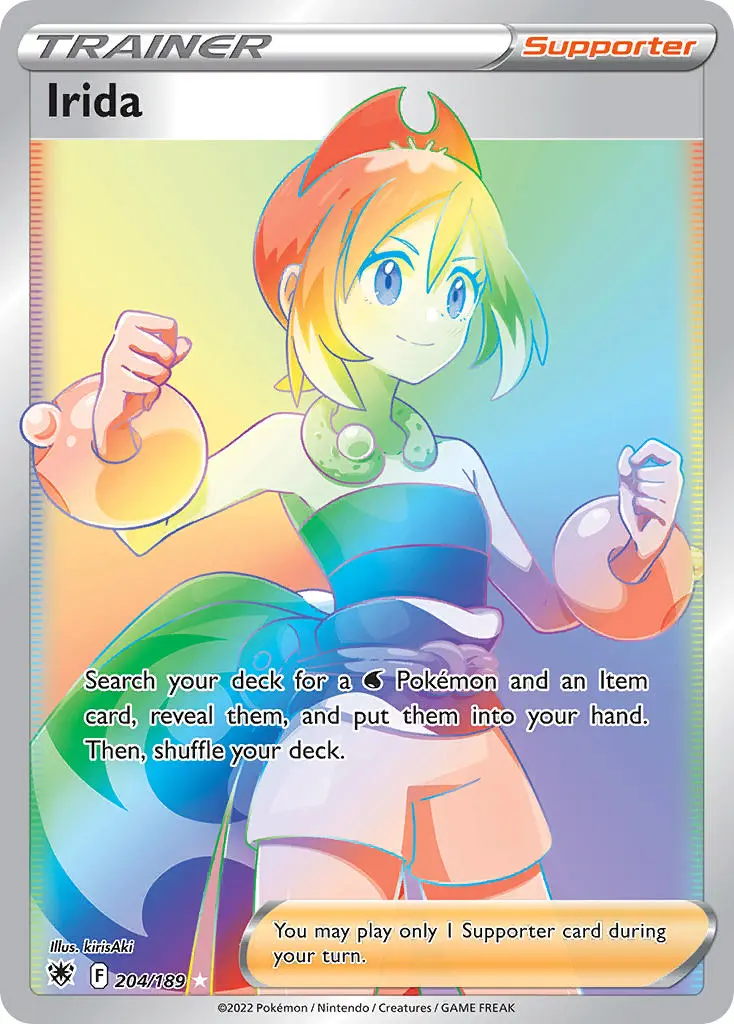 TRAINER Supporter
Irida
Search your deck for a Pokémon and an Item
card, reveal them, and put them into your hand.
Then, shuffle your deck.
You may play only 1 Supporter card during
your turn.
Illus. kirisAki
F 204/189
©2022 Pokémon / Nintendo / Creatures / GAME FREAK